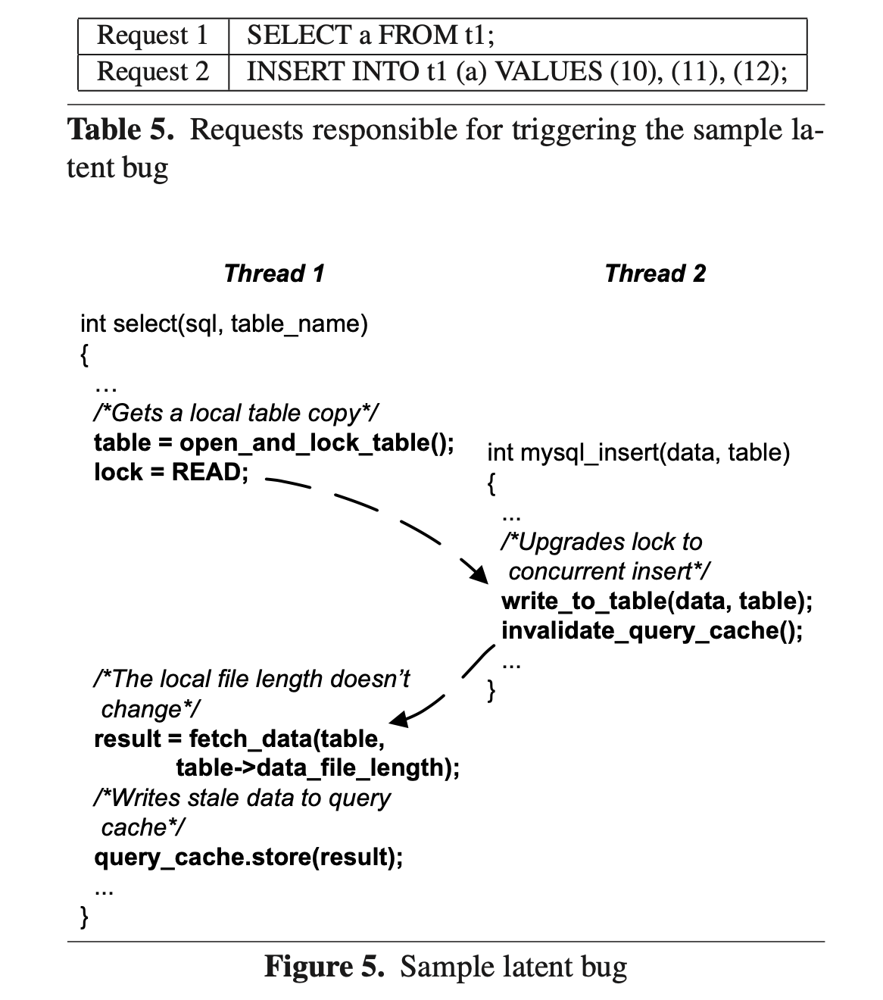 Request 1 SELECT a FROM t1;
Request 2 INSERT INTO t1 (a) VALUES (10), (11), (12);
Table 5. Requests responsible for triggering the sample la-
tent bug
Thread 1
int select(sql, table_name)
{
...
/*Gets a local table copy*/
table = open_and_lock_table();
lock = READ;
/*The local file length doesn't
change*/
result = fetch_data(table,
table->data_file_length);
/*Writes stale data to query
cache*/
query_cache.store(result);
...
}
Thread 2
int mysql_insert(data, table)
{
...
/*Upgrades lock to
concurrent insert*/
write_to_table(data, table);
invalidate_query_cache();
...
}
Figure 5. Sample latent bug